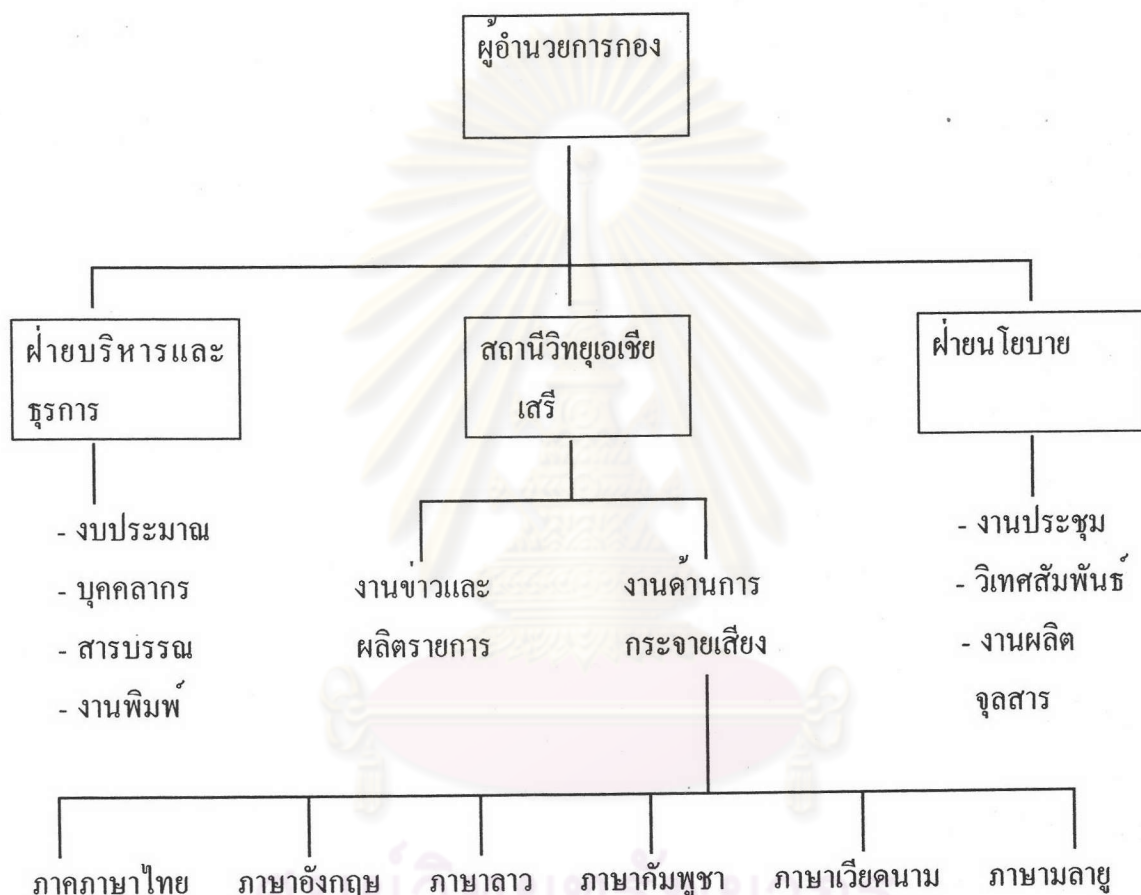 ผู้อำนวยการกอง
ฝ่ายบริหารและ
ธุรการ
- งบประมาณ
- บุคคลากร
- สารบรรณ
- งานพิมพ์
สถานีวิทยุเอเชีย
เสรี
งานข่าวและ
ผลิตรายการ
งานด้านการ
กระจายเสียง
ฝ่ายนโยบาย
- งานประชุม
- วิเทศสัมพันธ์
- งานผลิต
จุลสาร
ภาคภาษาไทย
ภาษาอังกฤษ
ภาษาลาว
ภาษากัมพูชา
ภาษาเวียดนาม
ภาษามลายู